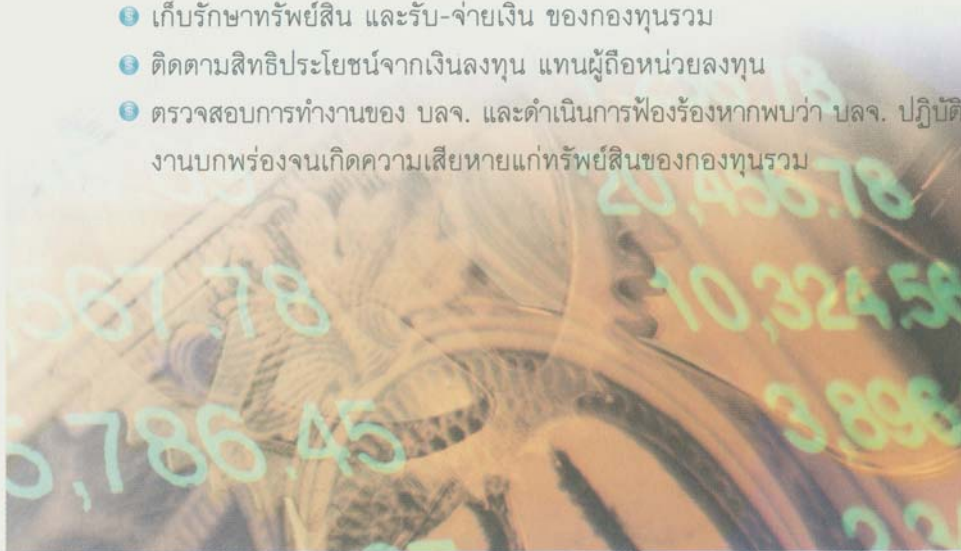 เก็บรักษาทรัพย์สิน และรับ-จ่ายเงิน ของกองทุนรวม
ติดตามสิทธิประโยชน์จากเงินลงทุน แทนผู้ถือหน่วยลงทุน
ตรวจสอบการทำงานของ บลจ. และดำเนินการฟ้องร้องหากพบว่า บลจ. ปฏิบัติ
งานบกพร่องจนเกิดความเสียหายแก่ทรัพย์สินของกองทุนรวม
20,456.78
567.78
10,324.56
3,896
6,786.45